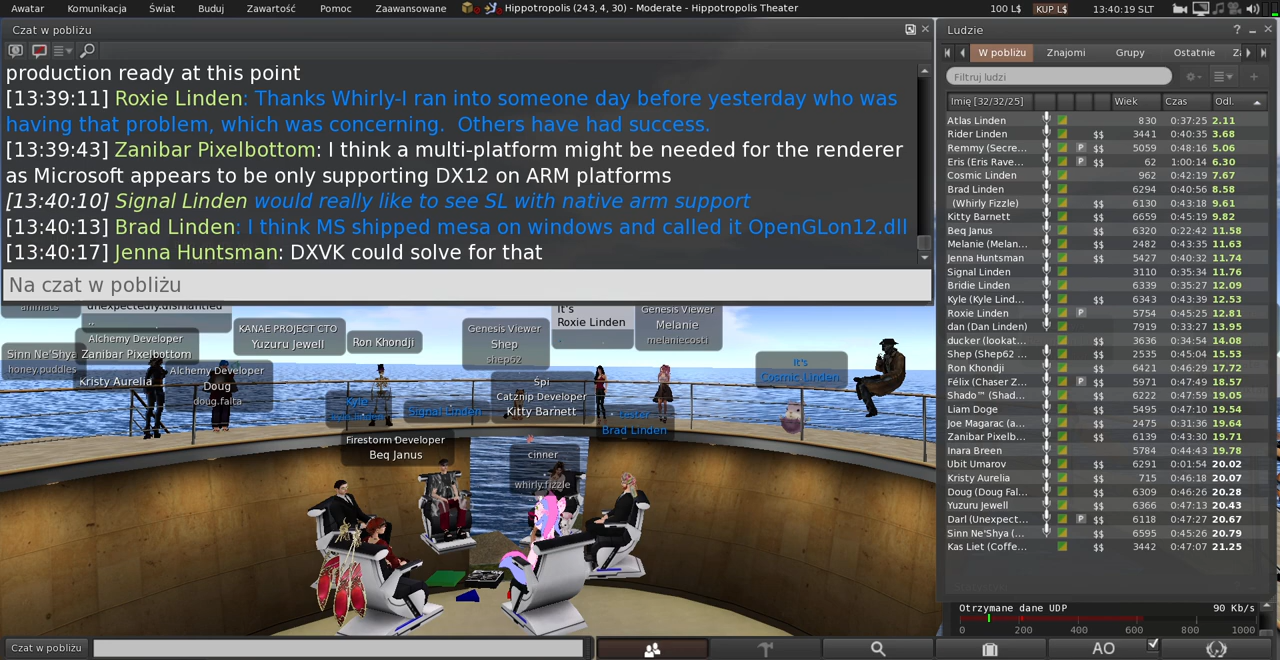 Awatar Komunikacja Świat Buduj Zawartość Pomoc Zaawansowane Hippotropolis (243, 4, 30) - Moderate - Hippotropolis Theater 100 L$ KUP L$ 13:40:19 SLT
Czat w pobliżu
production ready at this point
[13:39:11] Roxie Linden: Thanks Whirly-I ran into someone day before yesterday who was
having that problem, which was concerning.  Others have had success.
[13:39:43] Zanibar Pixelbottom: I think a multi-platform might be needed for the renderer
as Microsoft appears to be only supporting DX12 on ARM platforms
[13:40:10] Signal Linden would really like to see SL with native arm support
[13:40:13] Brad Linden: I think MS shipped mesa on windows and called it OpenGLon12.dll
[13:40:17] Jenna Huntsman: DXVK could solve for that
Na czat w pobliżu
animats
unexpectedly.dismantled
Alchemy Developer
Zanibar Pixelbottom
Sinn Ne'Shya
honey.puddles
Kristy Aurelia
Alchemy Developer
Doug
doug.falta
KANAE PROJECT CTO
Yuzuru Jewell
Ron Khondji
Genesis Viewer
Shep
shep62
It's
Roxie Linden
Genesis Viewer
Melanie
melaniecosti
It's
Cosmic Linden
Kyle
Signal Linden
Śpi
Catznip Developer
Kitty Barnett
Brad Linden
Firestorm Developer
Beq Janus
cinner
whirly.fizzle
Ludzie
W pobliżu Znajomi Grupy Ostatnie
Filtruj ludzi
Imię [32/32/25] Wiek Czas Odl.
Atlas Linden 830 0:37:25 2.11
Rider Linden $$ 3441 0:40:35 3.68
Remmy (Secre... P $$ 5059 0:48:16 5.06
Eris (Eris Rave... P $$ 62 1:00:14 6.30
Cosmic Linden 962 0:42:19 7.67
Brad Linden 6294 0:40:56 8.58
(Whirly Fizzle) $$ 6130 0:43:18 9.61
Kitty Barnett $$ 6659 0:45:19 9.82
Beq Janus $$ 6320 0:22:42 11.58
Melanie (Melan... $$ 2482 0:43:35 11.63
Jenna Huntsman $$ 5427 0:40:32 11.74
Signal Linden 3110 0:35:34 11.76
Bridie Linden 6339 0:35:27 12.09
Kyle (Kyle Lind... $$ 6343 0:43:39 12.53
Roxie Linden P 5754 0:45:25 12.81
dan (Dan Linden) 7919 0:33:27 13.95
ducker (lookat... $$ 3636 0:34:54 14.08
Shep (Shep62 ... $$ 2535 0:45:04 15.53
Ron Khondji $$ 6421 0:46:29 17.72
Félix (Chaser Z... P $$ 5971 0:47:49 18.57
Shado™ (Shad... $$ 6222 0:47:59 19.05
Liam Doge $$ 5495 0:47:10 19.54
Joe Magarac (a... $$ 2475 0:31:36 19.64
Zanibar Pixelb... $$ 6139 0:43:30 19.71
Inara Breen 5784 0:44:43 19.78
Ubit Umarov $$ 6291 0:01:54 20.02
Kristy Aurelia $$ 715 0:46:18 20.07
Doug (Doug Fal... $$ 6309 0:46:26 20.28
Yuzuru Jewell $$ 6366 0:47:13 20.43
Darl (Unexpect... P $$ 6118 0:47:27 20.67
Sinn Ne'Shya (... $$ 6595 0:45:26 20.79
Kas Liet (Coffe... $$ 3442 0:47:07 21.25
Otrzymane dane UDP 90 Kb/s
0 200 400 600 800 1000
Czat w pobliżu AO